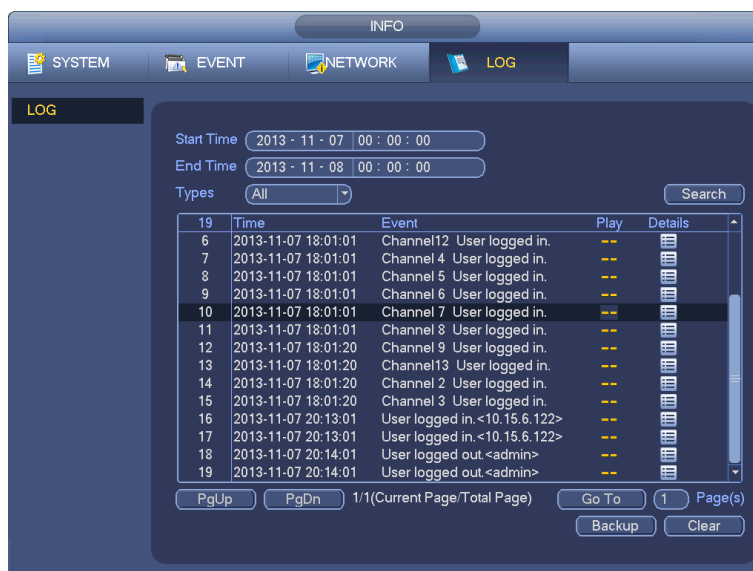 INFO
SYSTEM EVENT NETWORK LOG
LOG
Start Time 2013 - 11 - 07 00 : 00 : 00
End Time 2013 - 11 - 08 00 : 00 : 00
Types All Search
19 Time Event Play Details
6 2013-11-07 18:01:01 Channel12 User logged in. --
7 2013-11-07 18:01:01 Channel 4 User logged in. --
8 2013-11-07 18:01:01 Channel 5 User logged in. --
9 2013-11-07 18:01:01 Channel 6 User logged in. --
10 2013-11-07 18:01:01 Channel 7 User logged in. --
11 2013-11-07 18:01:01 Channel 8 User logged in. --
12 2013-11-07 18:01:20 Channel 9 User logged in. --
13 2013-11-07 18:01:20 Channel13 User logged in. --
14 2013-11-07 18:01:20 Channel 2 User logged in. --
15 2013-11-07 18:01:20 Channel 3 User logged in. --
16 2013-11-07 20:13:01 User logged in.<10.15.6.122> --
17 2013-11-07 20:13:01 User logged in.<10.15.6.122> --
18 2013-11-07 20:14:01 User logged out.<admin> --
19 2013-11-07 20:14:01 User logged out.<admin> --
PgUp PgDn 1/1(Current Page/Total Page) Go To 1 Page(s)
Backup Clear